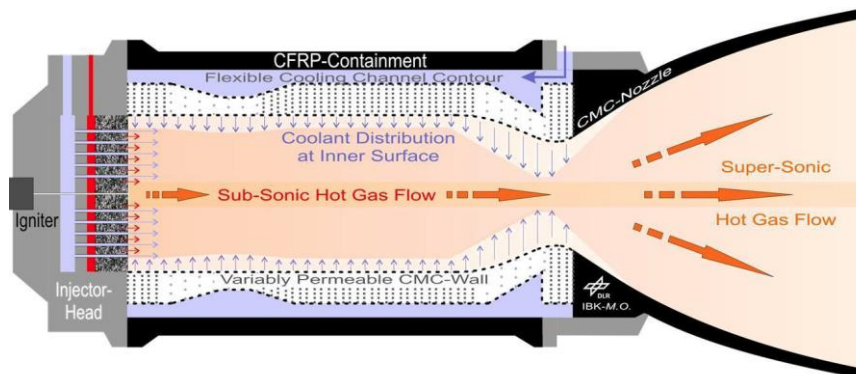 CFRP-Containment
Flexible Cooling Channel Contour
CMC-Nozzle
Coolant Distribution
at Inner Surface
Super-Sonic
Sub-Sonic Hot Gas Flow
Igniter
Hot Gas Flow
Injector-
Head
Variably Permeable CMC-Wall
DLR
IBK-M.O.